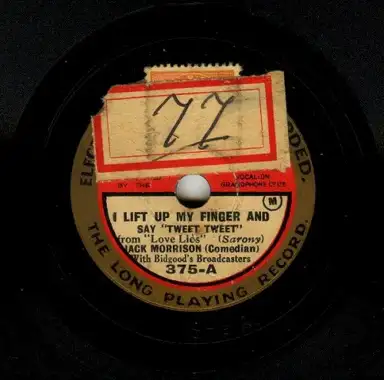 77
ELEC
DED.
BY THE
VOCALION
GRAMOPHONE CO LTD
M
I LIFT UP MY FINGER AND
SAY "TWEET TWEET"
from "Love Lies" (Sarony)
JACK MORRISON (Comedian)
With Bidgood's Broadcasters
375-A
THE LONG PLAYING RECORD.